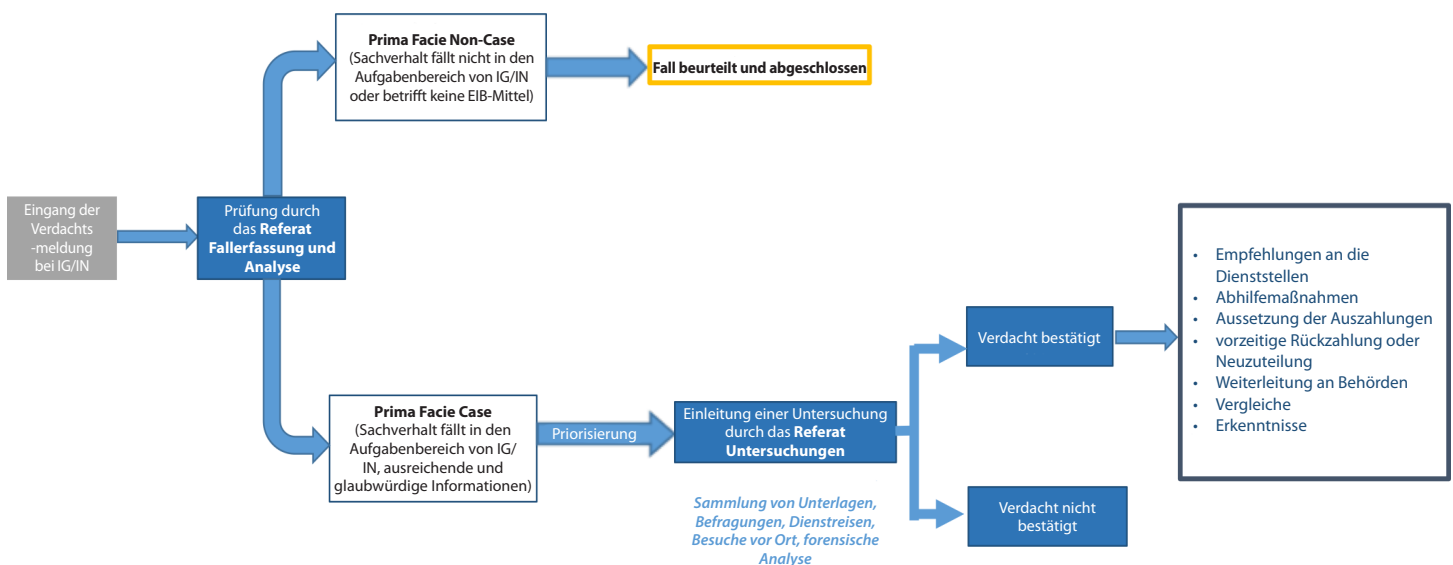 Prima Facie Non-Case
(Sachverhalt fällt nicht in den
Aufgabenbereich von IG/IN
oder betrifft keine EIB-Mittel)
Fall beurteilt und abgeschlossen
Eingang der
Verdachts
-meldung
bei IG/IN
Prüfung durch
das Referat
Fallerfassung und
Analyse
Prima Facie Case
(Sachverhalt fällt in den
Aufgabenbereich von IG/
IN, ausreichende und
glaubwürdige Informationen)
Priorisierung
Einleitung einer Untersuchung
durch das Referat
Untersuchungen
Sammlung von Unterlagen,
Befragungen, Dienstreisen,
Besuche vor Ort, forensische
Analyse
Verdacht bestätigt
Verdacht nicht
bestätigt
• Empfehlungen an die
Dienststellen
• Abhilfemaßnahmen
• Aussetzung der Auszahlungen
• vorzeitige Rückzahlung oder
Neuzuteilung
• Weiterleitung an Behörden
• Vergleiche
• Erkenntnisse